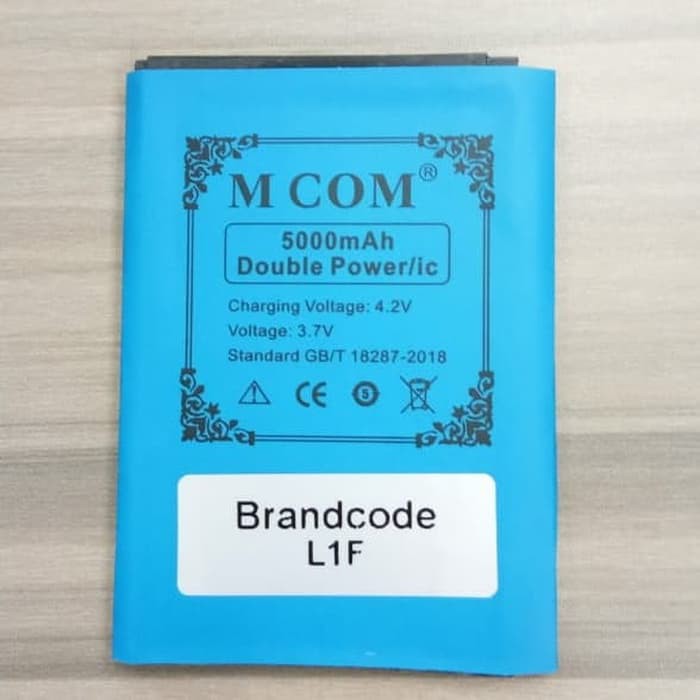 M COM®
5000mAh
Double Power/ic
Charging Voltage: 4.2V
Voltage: 3.7V
Standard GB/T 18287-2018
CE 5
Brandcode
L1F